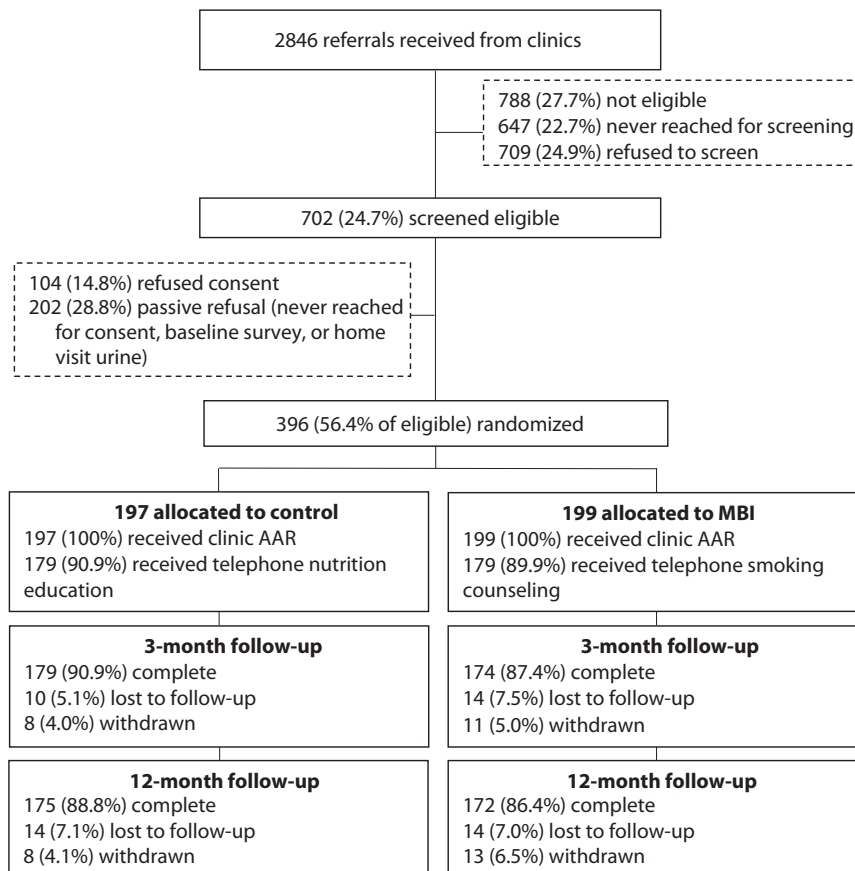 2846 referrals received from clinics
788 (27.7%) not eligible
647 (22.7%) never reached for screening
709 (24.9%) refused to screen
702 (24.7%) screened eligible
104 (14.8%) refused consent
202 (28.8%) passive refusal (never reached
for consent, baseline survey, or home
visit urine)
396 (56.4% of eligible) randomized
197 allocated to control
197 (100%) received clinic AAR
179 (90.9%) received telephone nutrition
education
199 allocated to MBI
199 (100%) received clinic AAR
179 (89.9%) received telephone smoking
counseling
3-month follow-up
179 (90.9%) complete
10 (5.1%) lost to follow-up
8 (4.0%) withdrawn
3-month follow-up
174 (87.4%) complete
14 (7.5%) lost to follow-up
11 (5.0%) withdrawn
12-month follow-up
175 (88.8%) complete
14 (7.1%) lost to follow-up
8 (4.1%) withdrawn
12-month follow-up
172 (86.4%) complete
14 (7.0%) lost to follow-up
13 (6.5%) withdrawn